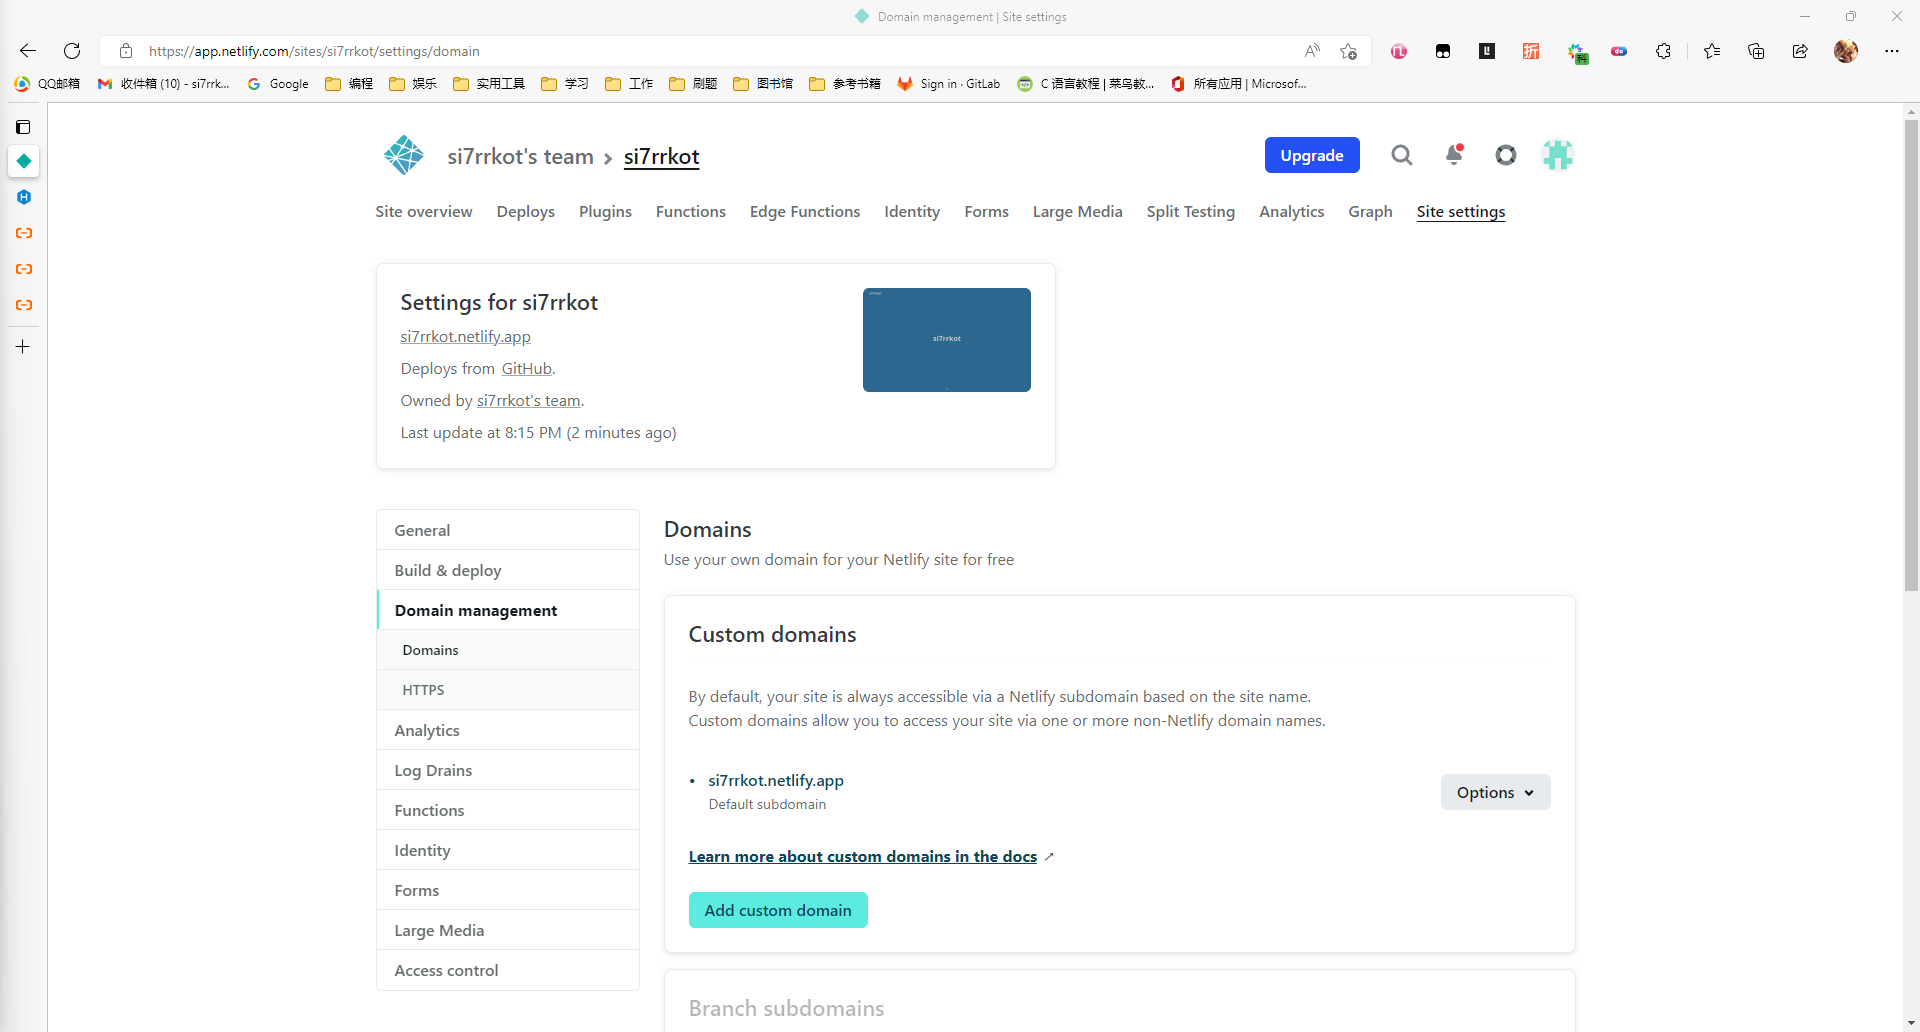 Domain management | Site settings
https://app.netlify.com/sites/si7rrkot/settings/domain
QQ邮箱
收件箱 (10) - si7rrk...
Google
编程
娱乐
实用工具
学习
工作
刷题
图书馆
参考书籍
Sign in · GitLab
C 语言教程 | 菜鸟教...
所有应用 | Microsof...
si7rrkot's team > si7rrkot
Upgrade
Site overview
Deploys
Plugins
Functions
Edge Functions
Identity
Forms
Large Media
Split Testing
Analytics
Graph
Site settings
Settings for si7rrkot
si7rrkot.netlify.app
Deploys from GitHub.
Owned by si7rrkot's team.
Last update at 8:15 PM (2 minutes ago)
si7rrkot
General
Build & deploy
Domain management
Domains
HTTPS
Analytics
Log Drains
Functions
Identity
Forms
Large Media
Access control
Domains
Use your own domain for your Netlify site for free
Custom domains
By default, your site is always accessible via a Netlify subdomain based on the site name.
Custom domains allow you to access your site via one or more non-Netlify domain names.
• si7rrkot.netlify.app
Default subdomain
Options
Learn more about custom domains in the docs
Add custom domain
Branch subdomains